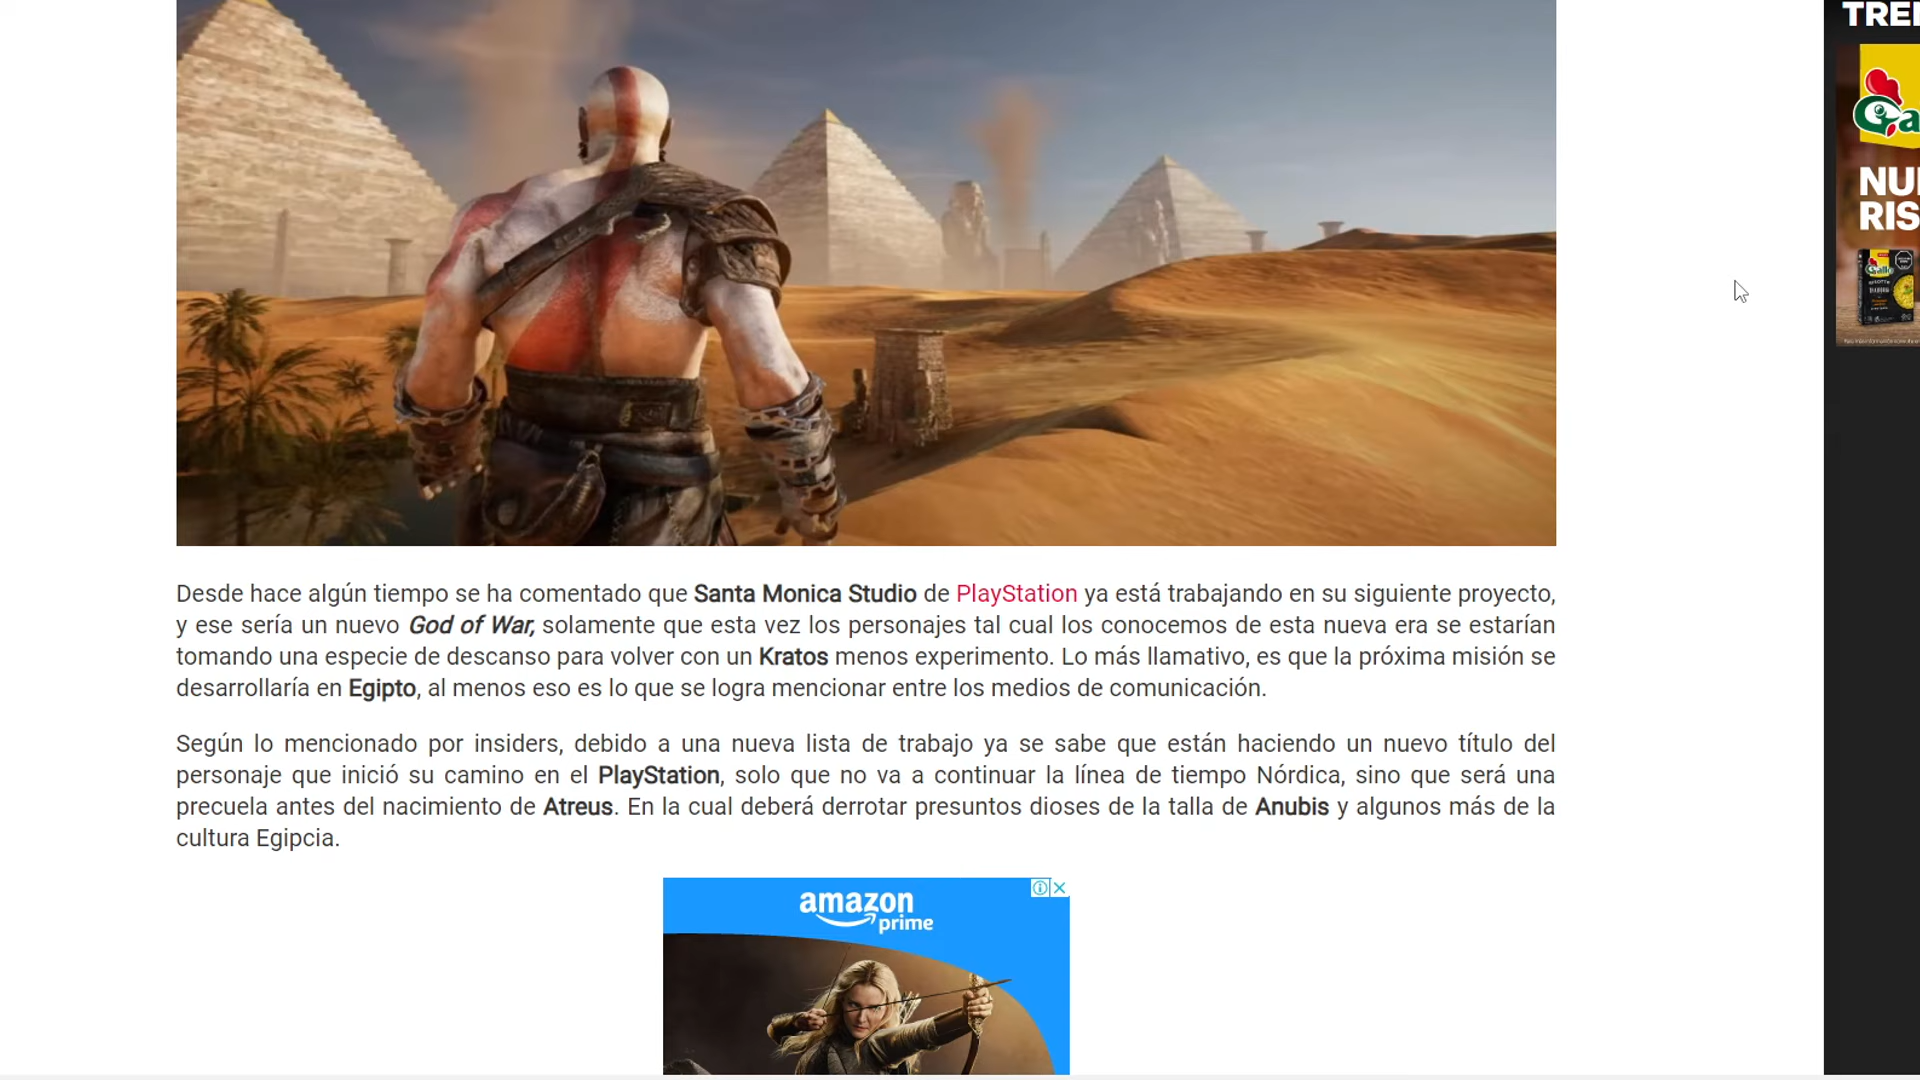 TREN
Ga
NUE
RIS
Gallo
Desde hace algún tiempo se ha comentado que Santa Monica Studio de PlayStation ya está trabajando en su siguiente proyecto,
y ese sería un nuevo God of War, solamente que esta vez los personajes tal cual los conocemos de esta nueva era se estarían
tomando una especie de descanso para volver con un Kratos menos experimento. Lo más llamativo, es que la próxima misión se
desarrollaría en Egipto, al menos eso es lo que se logra mencionar entre los medios de comunicación.
Según lo mencionado por insiders, debido a una nueva lista de trabajo ya se sabe que están haciendo un nuevo título del
personaje que inició su camino en el PlayStation, solo que no va a continuar la línea de tiempo Nórdica, sino que será una
precuela antes del nacimiento de Atreus. En la cual deberá derrotar presuntos dioses de la talla de Anubis y algunos más de la
cultura Egipcia.
amazon
prime